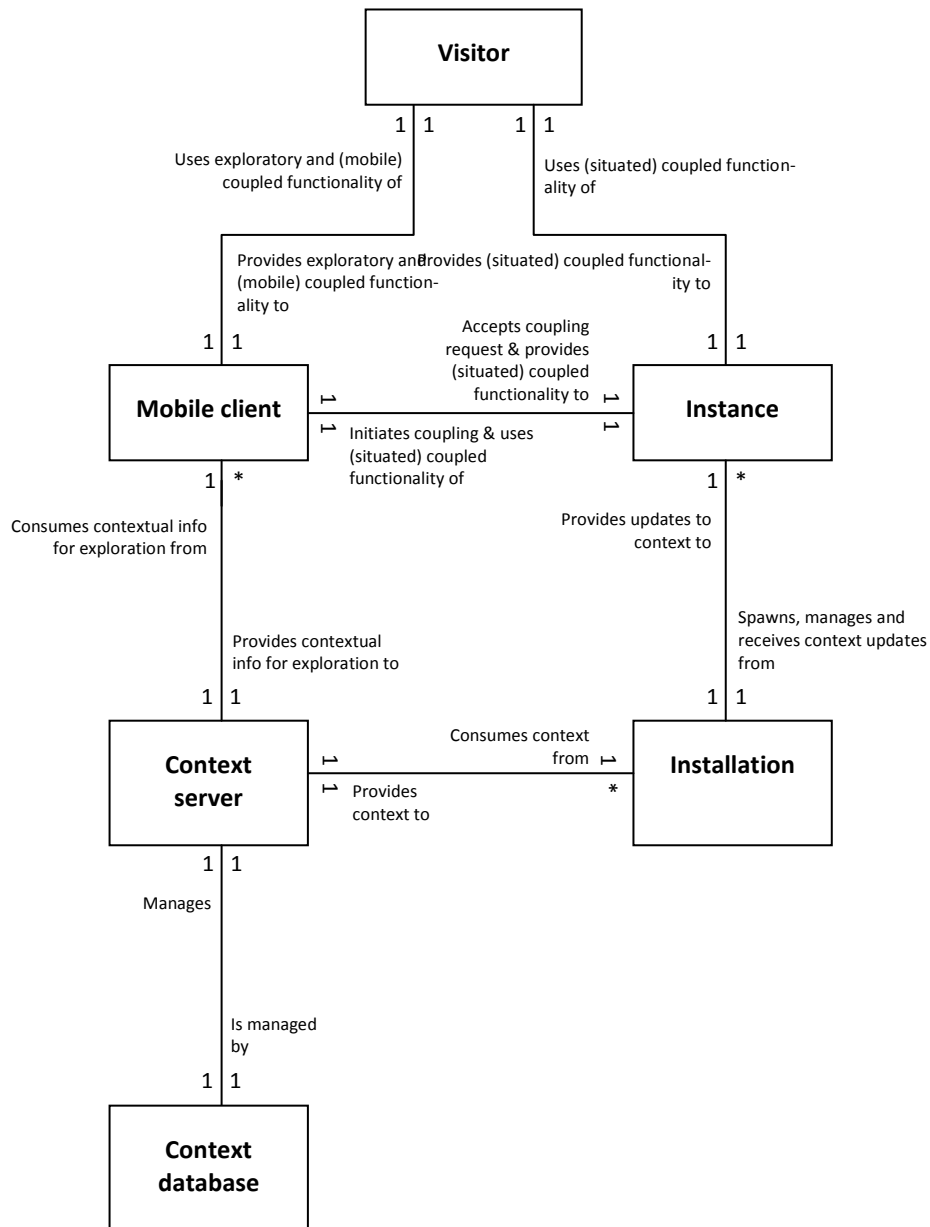 Visitor
1 1
1 1
Uses exploratory and (mobile)
coupled functionality of
Uses (situated) coupled function-
ality of
Provides exploratory and
(mobile) coupled function-
ality to
Provides (situated) coupled functional-
ity to
1 1
1 1
Mobile client
Instance
Accepts coupling
request & provides
(situated) coupled
functionality to
1 1
1 1
Initiates coupling & uses
(situated) coupled
functionality of
1 *
1 *
Consumes contextual info
for exploration from
Provides updates to
context to
Provides contextual
info for exploration to
Spawns, manages and
receives context updates
from
1 1
1 1
Context
server
Installation
Consumes context
from
1 1
1 *
Provides
context to
1 1
Manages
Is managed
by
1 1
Context
database